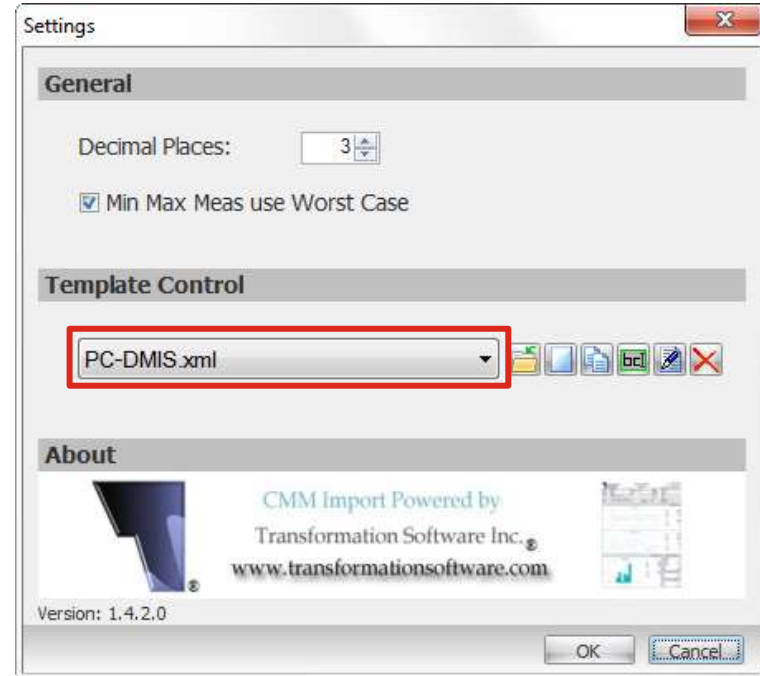 Settings
General
Decimal Places: 3
Min Max Meas use Worst Case
Template Control
PC-DMIS.xml
bc
About
CMM Import Powered by
Transformation Software Inc.®
www.transformationsoftware.com
®
Version: 1.4.2.0
OK Cancel